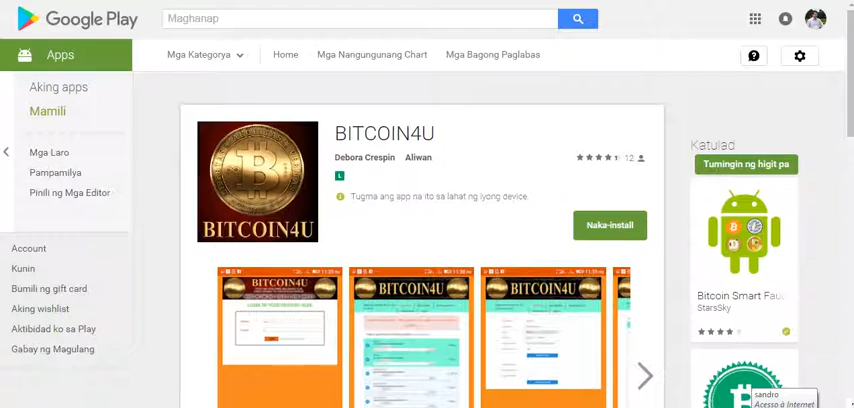 Google Play
Maghanap
Apps
Mga Kategorya
Home
Mga Nangungunang Chart
Mga Bagong Paglabas
Aking apps
Mamili
Mga Laro
Pampamilya
Pinili ng Mga Editor
Account
Kunin
Bumili ng gift card
Aking wishlist
Aktibidad ko sa Play
Gabay ng Magulang
BITCOIN4U
BITCOIN4U
Debora Crespin Aliwan
12
L
Tugma ang app na ito sa lahat ng iyong device.
Naka-install
BITCOIN4U
BITCOIN4U
BITCOIN4U
Katulad
Tumingin ng higit pa
Bitcoin Smart Fau
StarsSky
sandro
Acesso à Internet